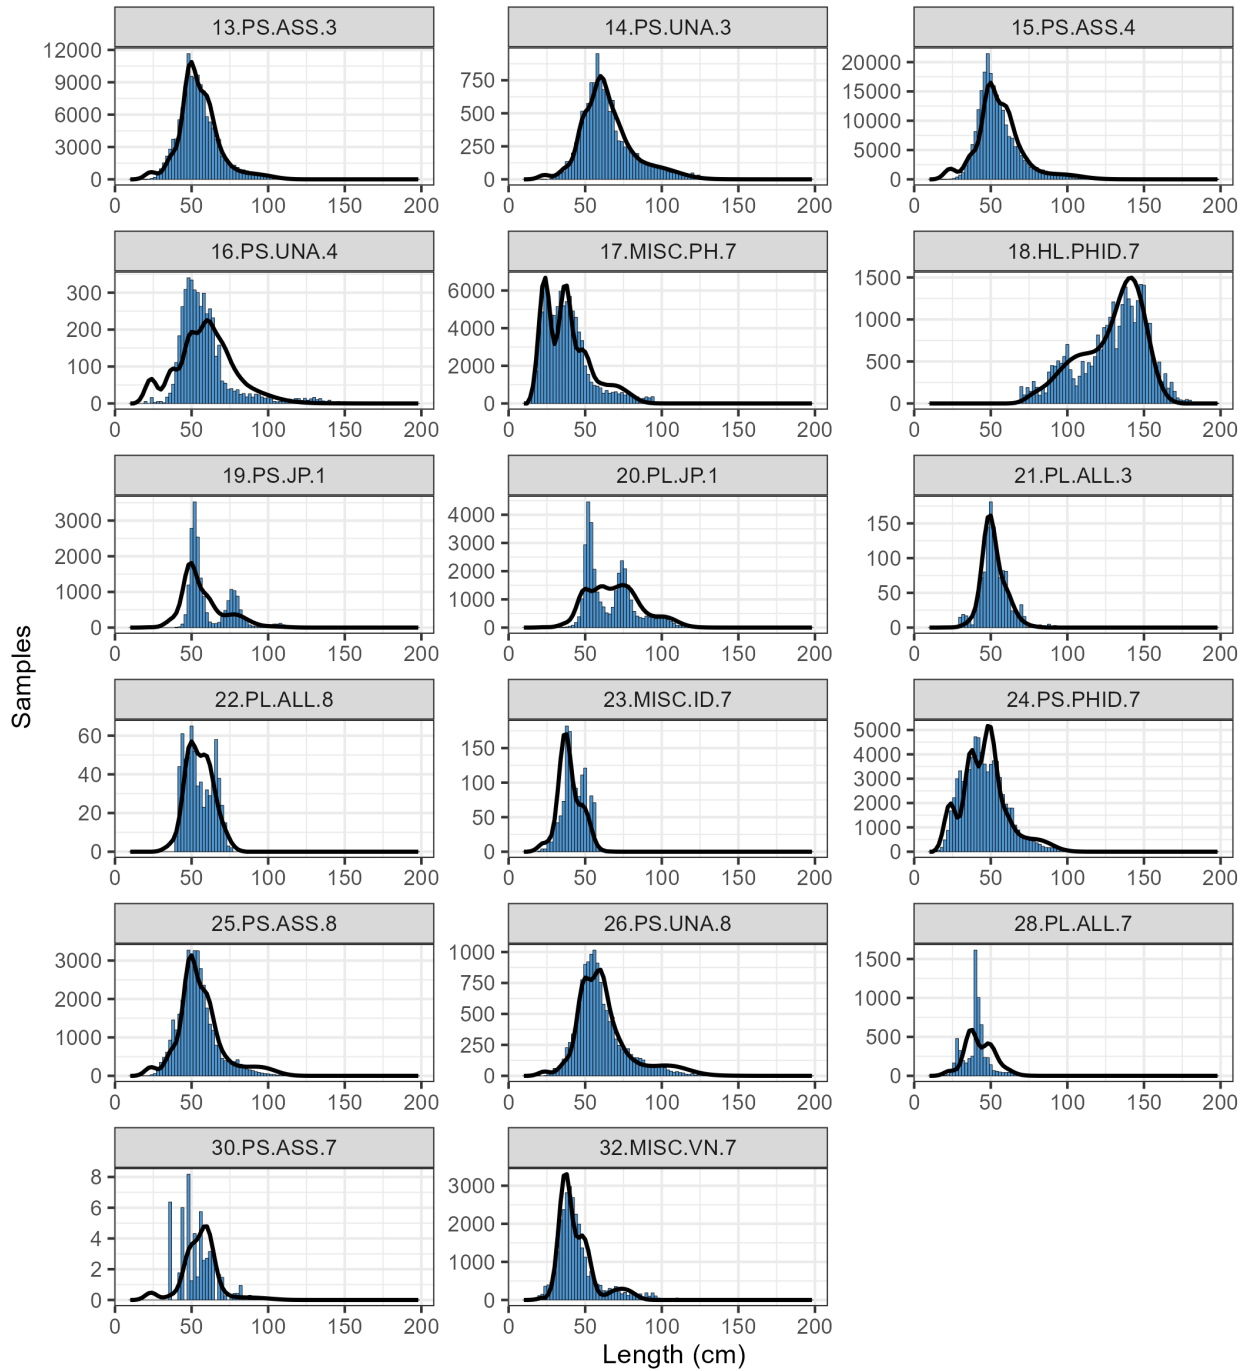 13.PS.ASS.3 14.PS.UNA.3 15.PS.ASS.4
12000 9000 6000 3000 0
750 500 250 0
20000 15000 10000 5000 0
0 50 100 150 200 0 50 100 150 200 0 50 100 150 200
16.PS.UNA.4 17.MISC.PH.7 18.HL.PHID.7
300 200 100 0
6000 4000 2000 0
1500 1000 500 0
0 50 100 150 200 0 50 100 150 200 0 50 100 150 200
19.PS.JP.1 20.PL.JP.1 21.PL.ALL.3
3000 2000 1000 0
4000 3000 2000 1000 0
150 100 50 0
0 50 100 150 200 0 50 100 150 200 0 50 100 150 200
Samples
22.PL.ALL.8 23.MISC.ID.7 24.PS.PHID.7
60 40 20 0
150 100 50 0
5000 4000 3000 2000 1000 0
0 50 100 150 200 0 50 100 150 200 0 50 100 150 200
25.PS.ASS.8 26.PS.UNA.8 28.PL.ALL.7
3000 2000 1000 0
1000 750 500 250 0
1500 1000 500 0
0 50 100 150 200 0 50 100 150 200 0 50 100 150 200
30.PS.ASS.7 32.MISC.VN.7
8 6 4 2 0
3000 2000 1000 0
0 50 100 150 200 0 50 100 150 200
Length (cm)